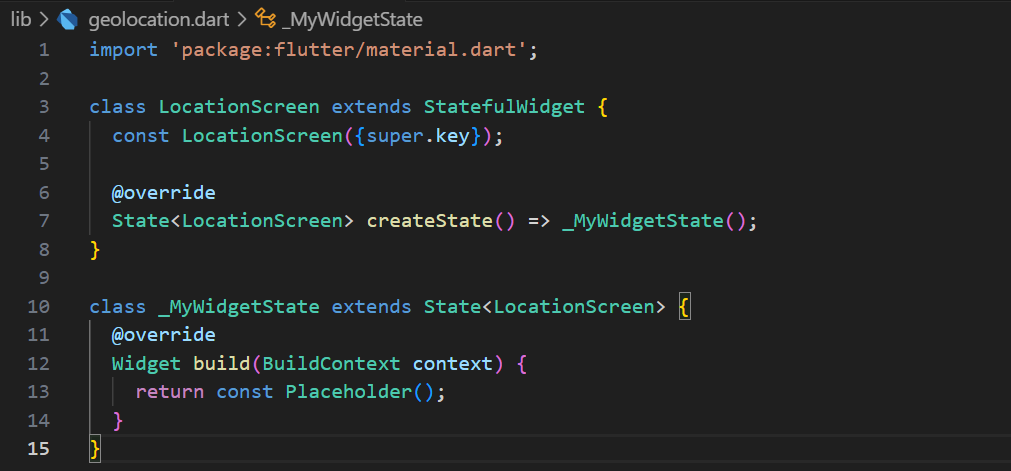 lib > geolocation.dart > _MyWidgetState
1 import 'package:flutter/material.dart';
2
3 class LocationScreen extends StatefulWidget {
4   const LocationScreen({super.key});
5
6   @override
7   State<LocationScreen> createState() => _MyWidgetState();
8 }
9
10 class _MyWidgetState extends State<LocationScreen> {
11   @override
12   Widget build(BuildContext context) {
13     return const Placeholder();
14   }
15 }